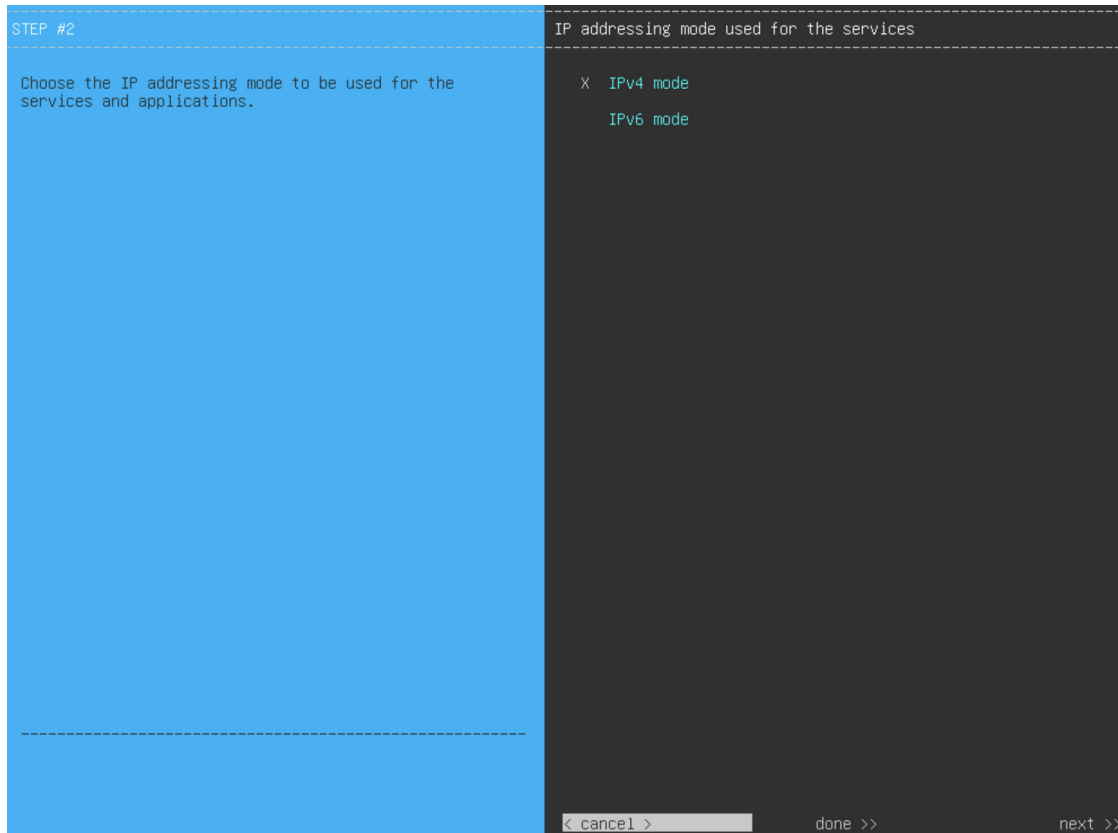 STEP #2
Choose the IP addressing mode to be used for the
services and applications.
IP addressing mode used for the services
X IPv4 mode
IPv6 mode
< cancel >
done >>
next >>